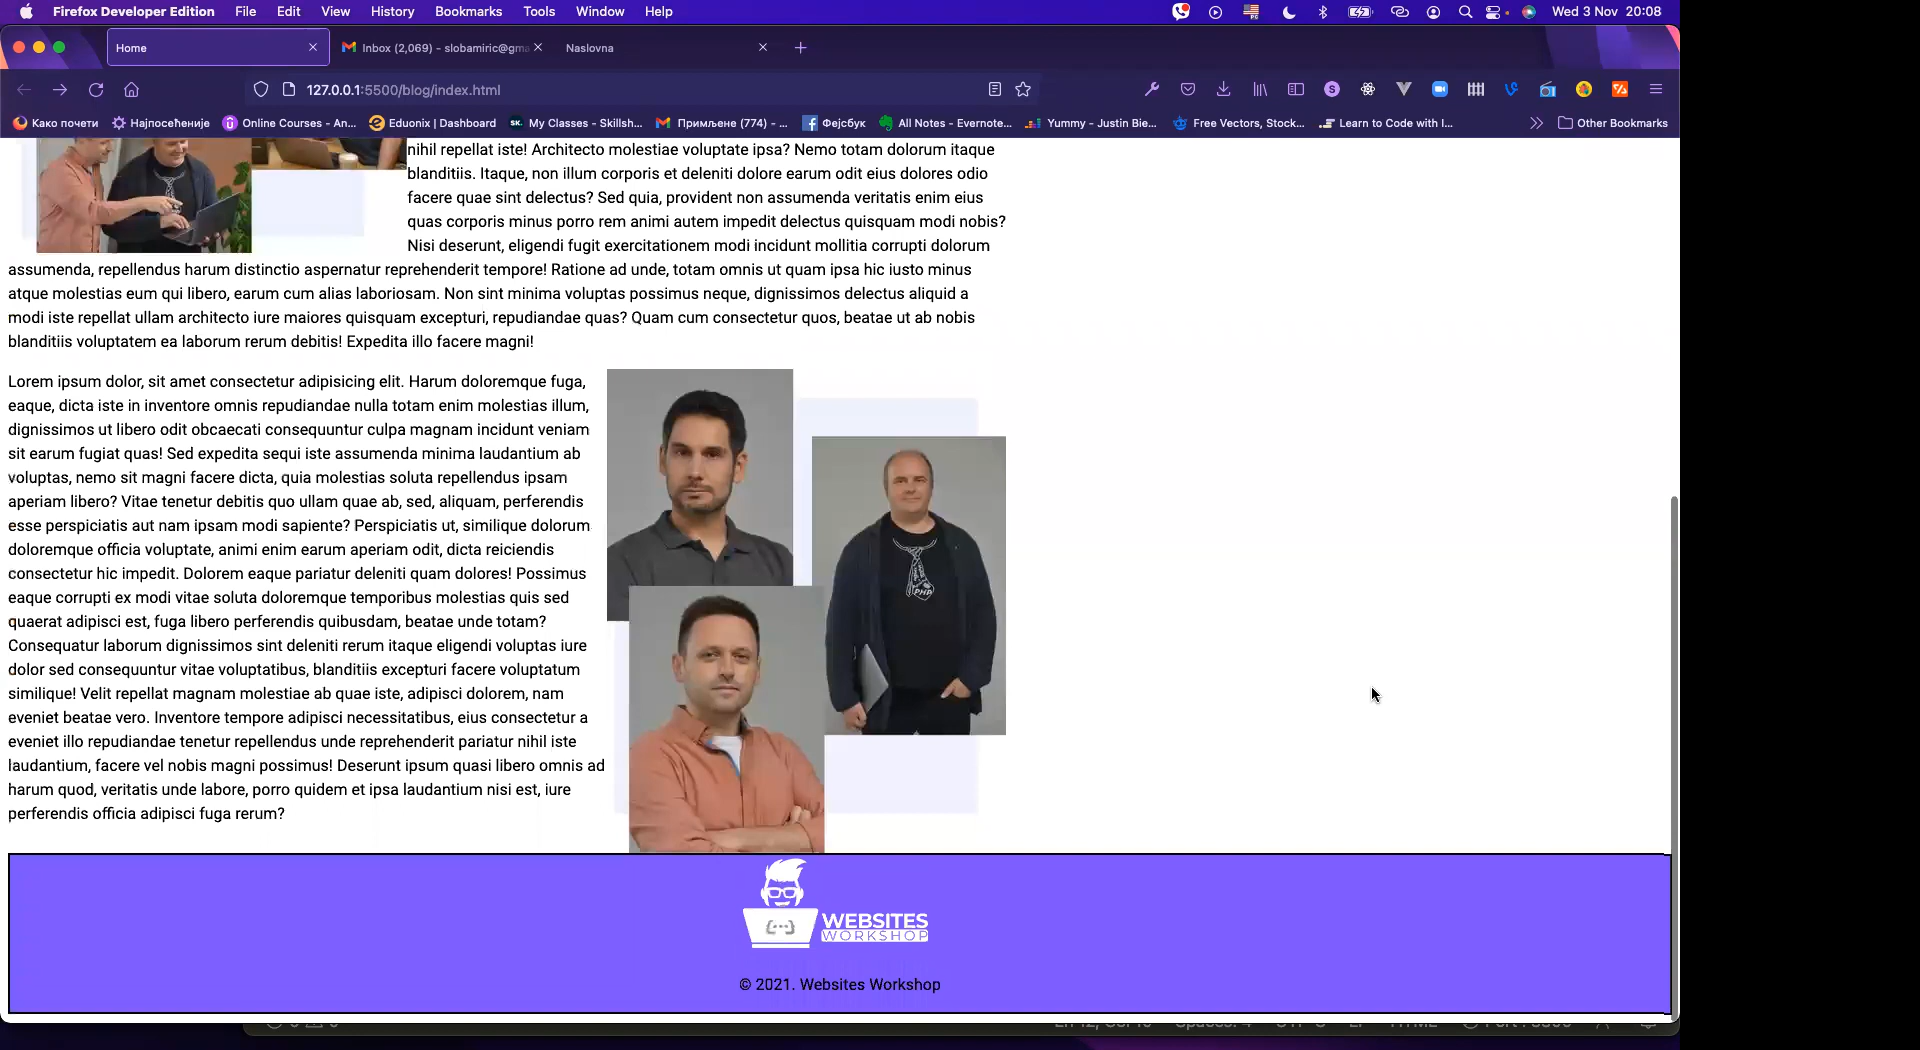 Firefox Developer Edition File Edit View History Bookmarks Tools Window Help Wed 3 Nov 20:08
Home Inbox (2,069) - slobamiric@gma Naslovna
127.0.0.1:5500/blog/index.html
Како почети Најпосећеније Online Courses - An... Eduonix | Dashboard My Classes - Skillsh... Примљене (774) - ... Фејсбук All Notes - Evernote... Yummy - Justin Bie... Free Vectors, Stock... Learn to Code with I... Other Bookmarks
nihil repellat iste! Architecto molestiae voluptate ipsa? Nemo totam dolorum itaque
blanditiis. Itaque, non illum corporis et deleniti dolore earum odit eius dolores odio
facere quae sint delectus? Sed quia, provident non assumenda veritatis enim eius
quas corporis minus porro rem animi autem impedit delectus quisquam modi nobis?
Nisi deserunt, eligendi fugit exercitationem modi incidunt mollitia corrupti dolorum
assumenda, repellendus harum distinctio aspernatur reprehenderit tempore! Ratione ad unde, totam omnis ut quam ipsa hic iusto minus
atque molestias eum qui libero, earum cum alias laboriosam. Non sint minima voluptas possimus neque, dignissimos delectus aliquid a
modi iste repellat ullam architecto iure maiores quisquam excepturi, repudiandae quas? Quam cum consectetur quos, beatae ut ab nobis
blanditiis voluptatem ea laborum rerum debitis! Expedita illo facere magni!
Lorem ipsum dolor, sit amet consectetur adipisicing elit. Harum doloremque fuga,
eaque, dicta iste in inventore omnis repudiandae nulla totam enim molestias illum,
dignissimos ut libero odit obcaecati consequuntur culpa magnam incidunt veniam
sit earum fugiat quas! Sed expedita sequi iste assumenda minima laudantium ab
voluptas, nemo sit magni facere dicta, quia molestias soluta repellendus ipsam
aperiam libero? Vitae tenetur debitis quo ullam quae ab, sed, aliquam, perferendis
esse perspiciatis aut nam ipsam modi sapiente? Perspiciatis ut, similique dolorum
doloremque officia voluptate, animi enim earum aperiam odit, dicta reiciendis
consectetur hic impedit. Dolorem eaque pariatur deleniti quam dolores! Possimus
eaque corrupti ex modi vitae soluta doloremque temporibus molestias quis sed
quaerat adipisci est, fuga libero perferendis quibusdam, beatae unde totam?
Consequatur laborum dignissimos sint deleniti rerum itaque eligendi voluptas iure
dolor sed consequuntur vitae voluptatibus, blanditiis excepturi facere voluptatum
similique! Velit repellat magnam molestiae ab quae iste, adipisci dolorem, nam
eveniet beatae vero. Inventore tempore adipisci necessitatibus, eius consectetur a
eveniet illo repudiandae tenetur repellendus unde reprehenderit pariatur nihil iste
laudantium, facere vel nobis magni possimus! Deserunt ipsum quasi libero omnis ad
harum quod, veritatis unde labore, porro quidem et ipsa laudantium nisi est, iure
perferendis officia adipisci fuga rerum?
PHP
WEBSITES
WORKSHOP
© 2021. Websites Workshop